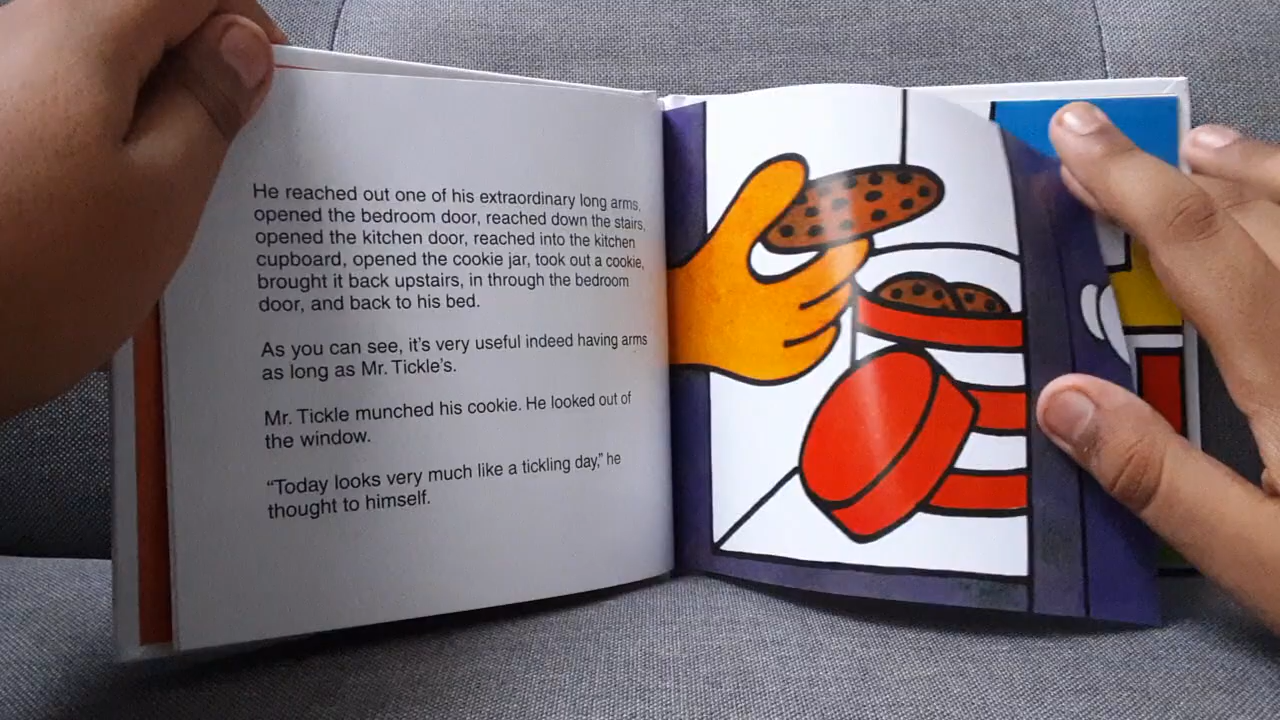 He reached out one of his extraordinary long arms,
opened the bedroom door, reached down the stairs,
opened the kitchen door, reached into the kitchen
cupboard, opened the cookie jar, took out a cookie,
brought it back upstairs, in through the bedroom
door, and back to his bed.
As you can see, it's very useful indeed having arms
as long as Mr. Tickle's.
Mr. Tickle munched his cookie. He looked out of
the window.
“Today looks very much like a tickling day,” he
thought to himself.